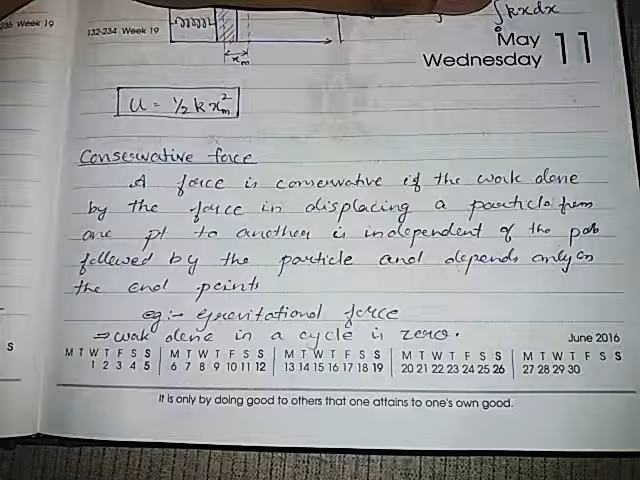 236 Week 19
132-234 Week 19
∫kxdx
0
May
Wednesday 11
xm
U = ½ k xm²
Conservative force
A force is conservative if the work done
by the force in displacing a particle from
one pt to another is independent of the path
followed by the particle and depends only on
the end points
eg:- Gravitational force
⇒ work done in a cycle is zero.
June 2016
S
M T W T F S S M T W T F S S M T W T F S S M T W T F S S M T W T F S S
1 2 3 4 5 6 7 8 9 10 11 12 13 14 15 16 17 18 19 20 21 22 23 24 25 26 27 28 29 30
It is only by doing good to others that one attains to one's own good.